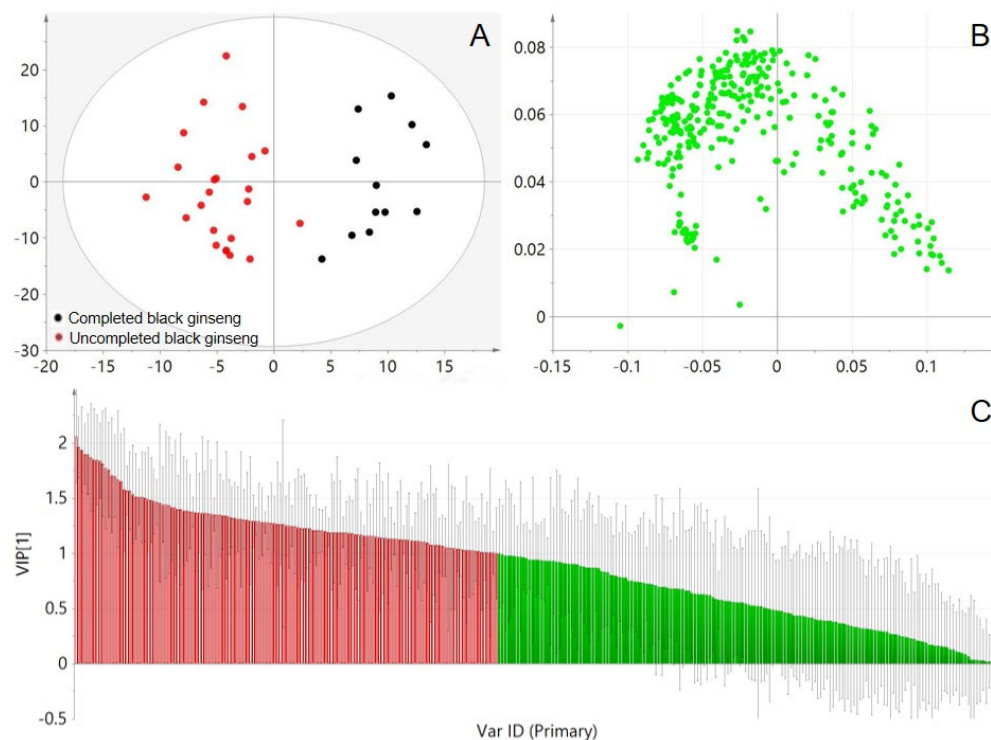 A
20
10
0
-10
-20
-30
Completed black ginseng
Uncompleted black ginseng
-20 -15 -10 -5 0 5 10 15
B
0.08
0.06
0.04
0.02
0
-0.15 -0.1 -0.05 0 0.05 0.1
C
VIP[1]
2
1.5
1
0.5
0
-0.5
Var ID (Primary)